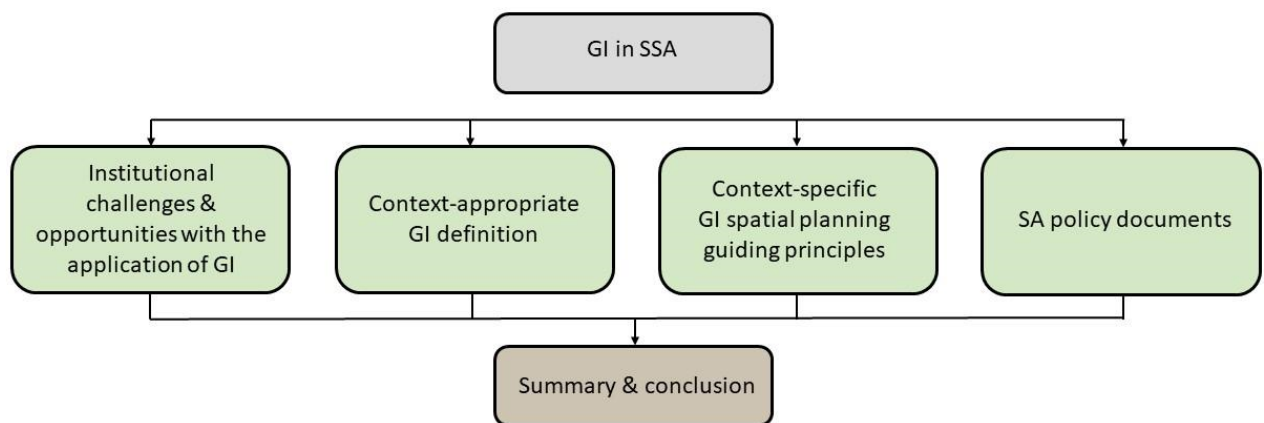 GI in SSA
Institutional
challenges &
opportunities with the
application of GI
Context-appropriate
GI definition
Context-specific
GI spatial planning
guiding principles
SA policy documents
Summary & conclusion